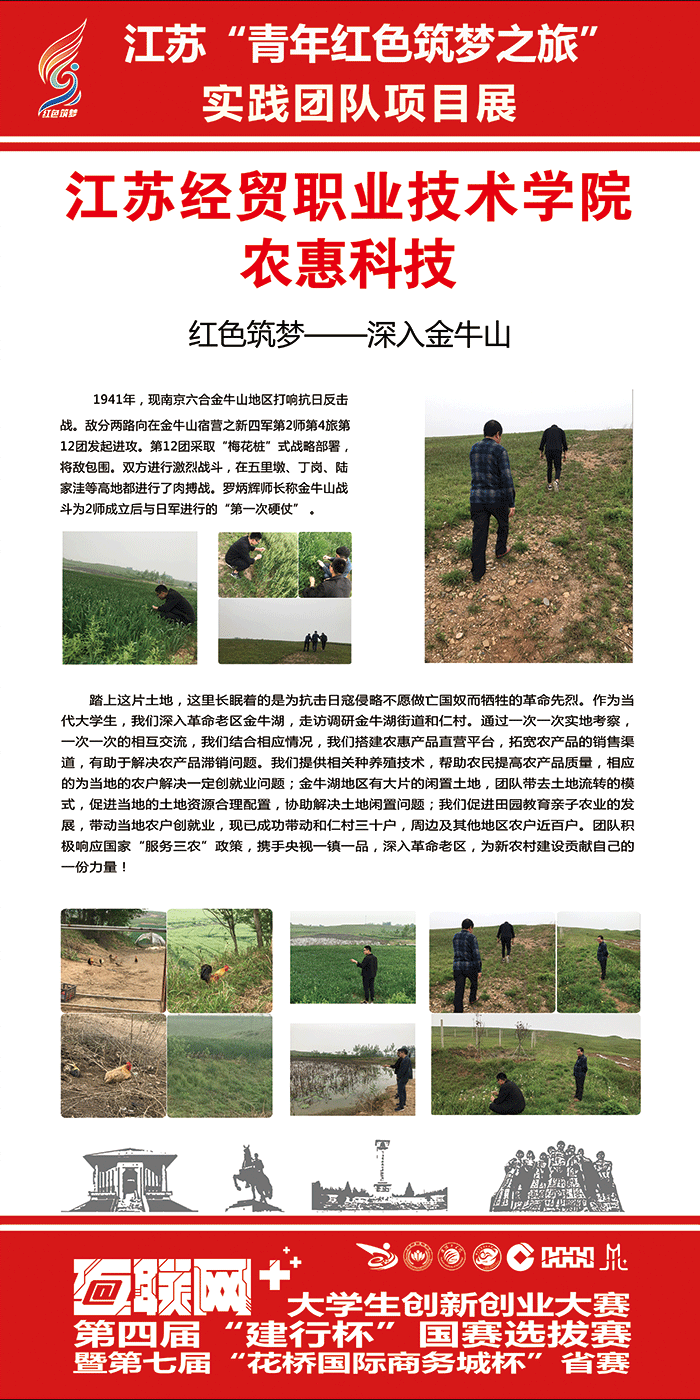 江苏“青年红色筑梦之旅”
实践团队项目展
红色筑梦
江苏经贸职业技术学院
农惠科技
红色筑梦——深入金牛山
1941年，现南京六合金牛山地区打响抗日反击
战。敌分两路向在金牛山宿营之新四军第2师第4旅第
12团发起进攻。第12团采取“梅花桩”式战略部署，
将敌包围。双方进行激烈战斗，在五里墩、丁岗、陆
家洼等高地都进行了肉搏战。罗炳辉师长称金牛山战
斗为2师成立后与日军进行的“第一次硬仗” 。
踏上这片土地，这里长眠着的是为抗击日寇侵略不愿做亡国奴而牺牲的革命先烈。作为当
代大学生，我们深入革命老区金牛湖，走访调研金牛湖街道和仁村。通过一次一次实地考察，
一次一次的相互交流，我们结合相应情况，我们搭建农惠产品直营平台，拓宽农产品的销售渠
道，有助于解决农产品滞销问题。我们提供相关种养殖技术，帮助农民提高农产品质量，相应
的为当地的农户解决一定创就业问题；金牛湖地区有大片的闲置土地，团队带去土地流转的模
式，促进当地的土地资源合理配置，协助解决土地闲置问题；我们促进田园教育亲子农业的发
展，带动当地农户创就业，现已成功带动和仁村三十户，周边及其他地区农户近百户。团队积
极响应国家“服务三农”政策，携手央视一镇一品，深入革命老区，为新农村建设贡献自己的
一份力量！
互联网+
大学生创新创业大赛
第四届“建行杯”国赛选拔赛
暨第七届“花桥国际商务城杯”省赛